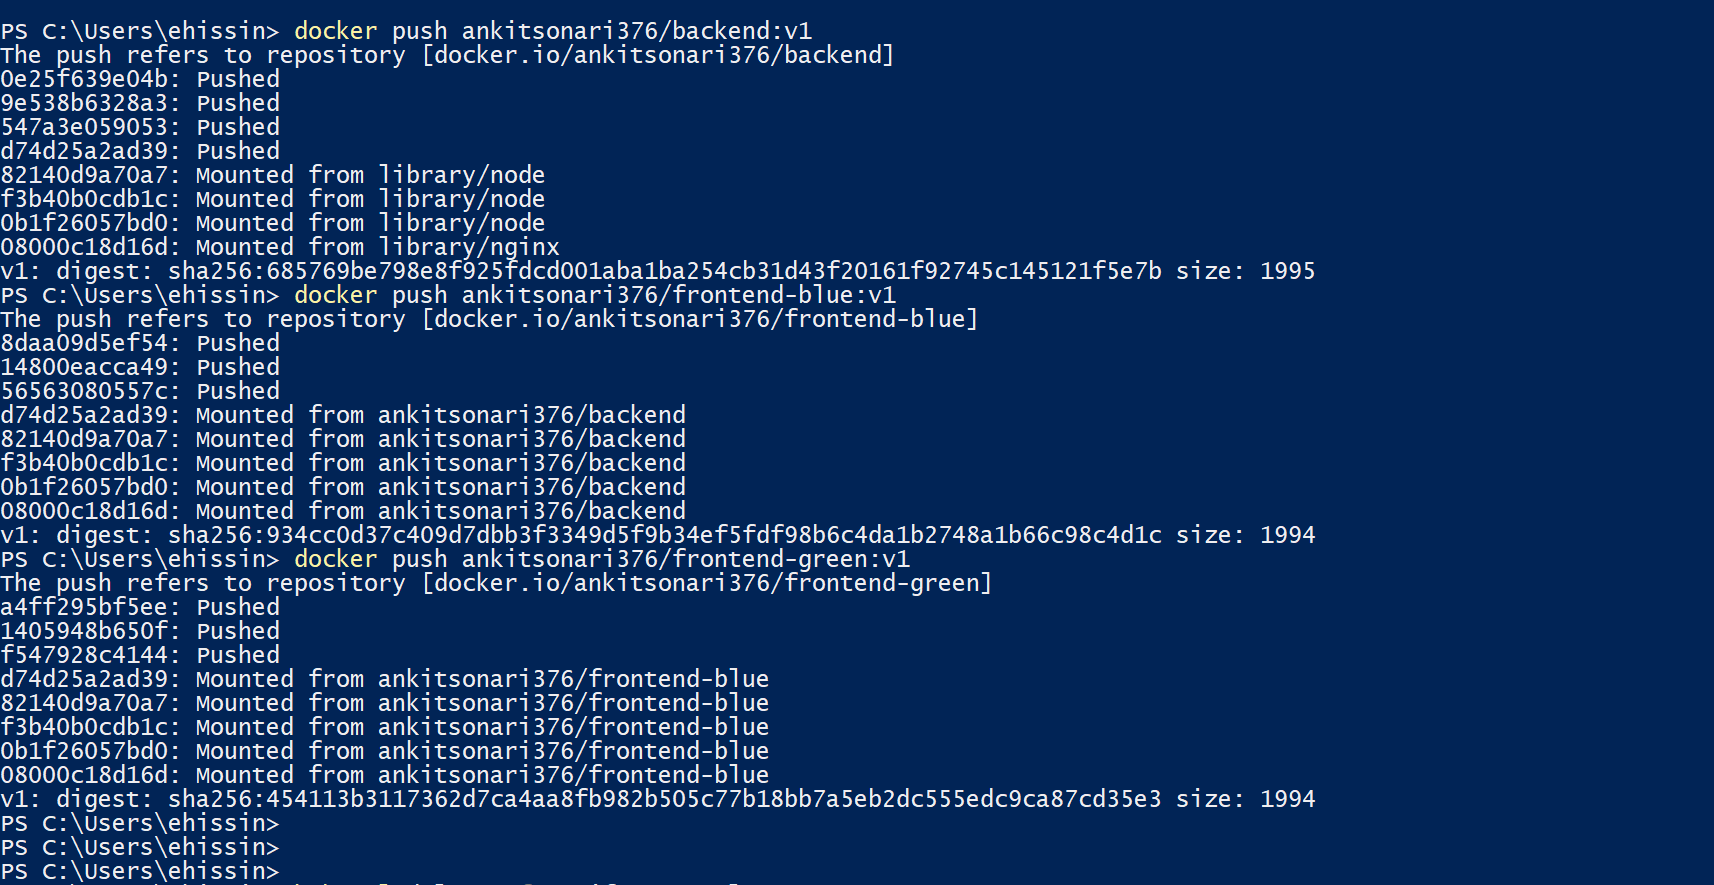 PS C:\Users\ehissin> docker push ankitsonari376/backend:v1
The push refers to repository [docker.io/ankitsonari376/backend]
0e25f639e04b: Pushed
9e538b6328a3: Pushed
547a3e059053: Pushed
d74d25a2ad39: Pushed
82140d9a70a7: Mounted from library/node
f3b40b0cdb1c: Mounted from library/node
0b1f26057bd0: Mounted from library/node
08000c18d16d: Mounted from library/nginx
v1: digest: sha256:685769be798e8f925fdcd001aba1ba254cb31d43f20161f92745c145121f5e7b size: 1995
PS C:\Users\ehissin> docker push ankitsonari376/frontend-blue:v1
The push refers to repository [docker.io/ankitsonari376/frontend-blue]
8daa09d5ef54: Pushed
14800eacca49: Pushed
56563080557c: Pushed
d74d25a2ad39: Mounted from ankitsonari376/backend
82140d9a70a7: Mounted from ankitsonari376/backend
f3b40b0cdb1c: Mounted from ankitsonari376/backend
0b1f26057bd0: Mounted from ankitsonari376/backend
08000c18d16d: Mounted from ankitsonari376/backend
v1: digest: sha256:934cc0d37c409d7dbb3f3349d5f9b34ef5fdf98b6c4da1b2748a1b66c98c4d1c size: 1994
PS C:\Users\ehissin> docker push ankitsonari376/frontend-green:v1
The push refers to repository [docker.io/ankitsonari376/frontend-green]
a4ff295bf5ee: Pushed
1405948b650f: Pushed
f547928c4144: Pushed
d74d25a2ad39: Mounted from ankitsonari376/frontend-blue
82140d9a70a7: Mounted from ankitsonari376/frontend-blue
f3b40b0cdb1c: Mounted from ankitsonari376/frontend-blue
0b1f26057bd0: Mounted from ankitsonari376/frontend-blue
08000c18d16d: Mounted from ankitsonari376/frontend-blue
v1: digest: sha256:454113b3117362d7ca4aa8fb982b505c77b18bb7a5eb2dc555edc9ca87cd35e3 size: 1994
PS C:\Users\ehissin>
PS C:\Users\ehissin>
PS C:\Users\ehissin>